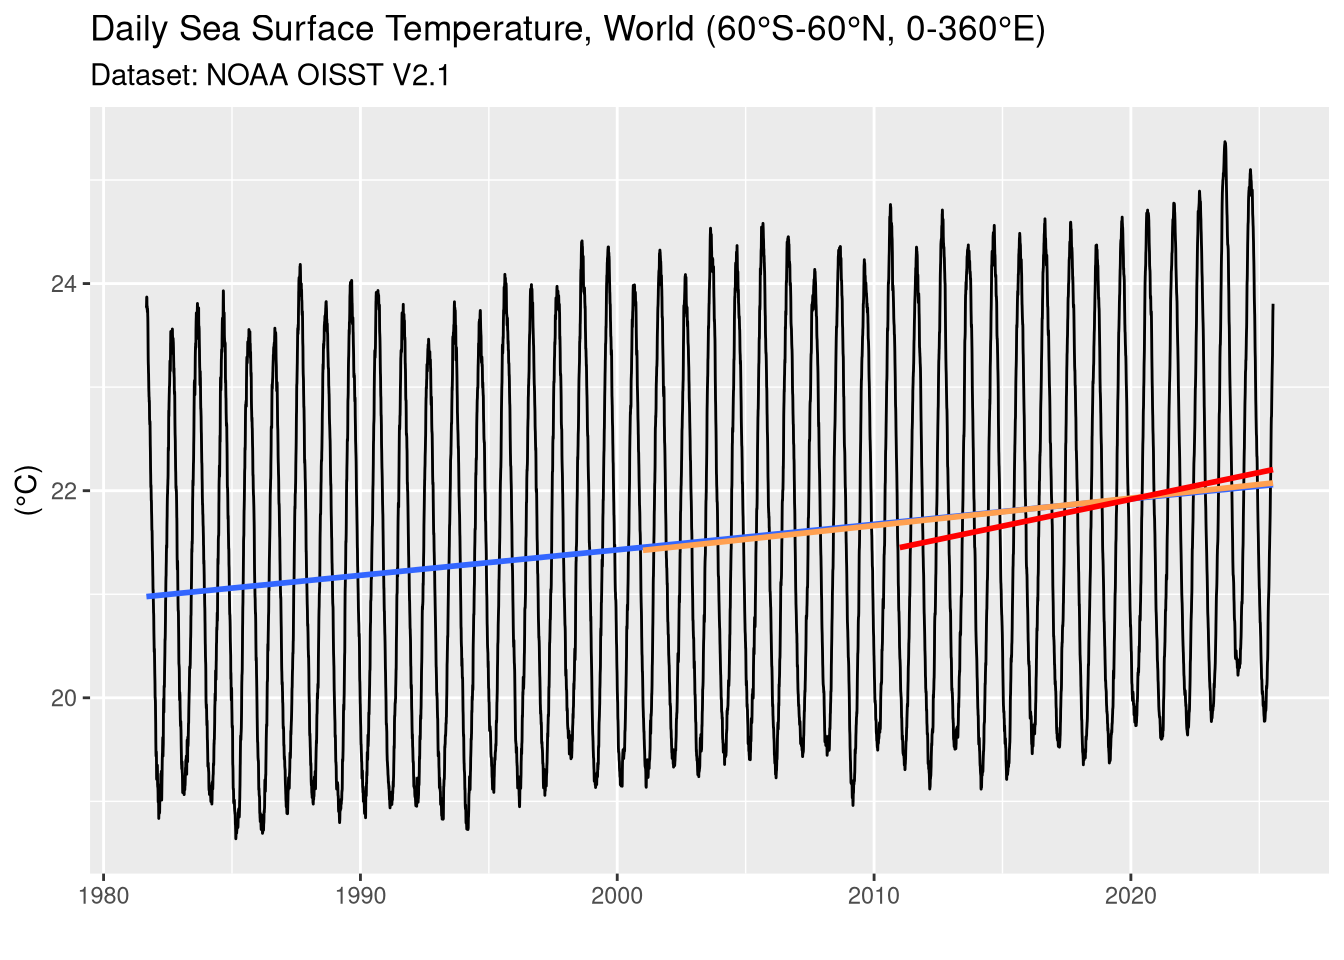 Daily Sea Surface Temperature, World (60°S-60°N, 0-360°E)
Dataset: NOAA OISST V2.1
24
22
20
(°C)
1980 1990 2000 2010 2020